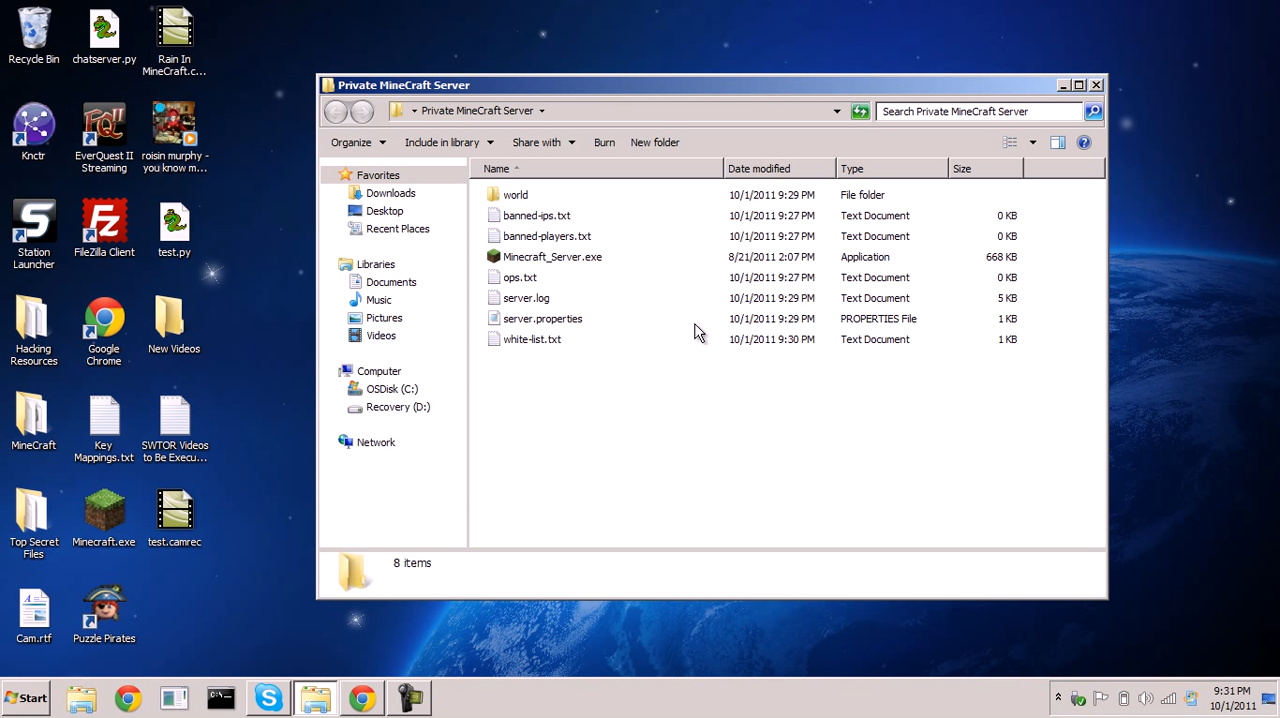 Recycle Bin
chatserver.py
Rain In
MineCraft.c...
Knctr
EverQuest II
Streaming
roisin murphy -
you know m...
Station
Launcher
FileZilla Client
test.py
Hacking
Resources
Google
Chrome
New Videos
MineCraft
Key
Mappings.txt
SWTOR Videos
to Be Execu...
Top Secret
Files
Minecraft.exe
test.camrec
Cam.rtf
Puzzle Pirates
Private MineCraft Server
Private MineCraft Server
Search Private MineCraft Server
Organize Include in library Share with Burn New folder
Favorites
Downloads
Desktop
Recent Places
Libraries
Documents
Music
Pictures
Videos
Computer
OSDisk (C:)
Recovery (D:)
Network
Name Date modified Type Size
world 10/1/2011 9:29 PM File folder
banned-ips.txt 10/1/2011 9:27 PM Text Document 0 KB
banned-players.txt 10/1/2011 9:27 PM Text Document 0 KB
Minecraft_Server.exe 8/21/2011 2:07 PM Application 668 KB
ops.txt 10/1/2011 9:27 PM Text Document 0 KB
server.log 10/1/2011 9:29 PM Text Document 5 KB
server.properties 10/1/2011 9:29 PM PROPERTIES File 1 KB
white-list.txt 10/1/2011 9:30 PM Text Document 1 KB
8 items
Start
9:31 PM
10/1/2011